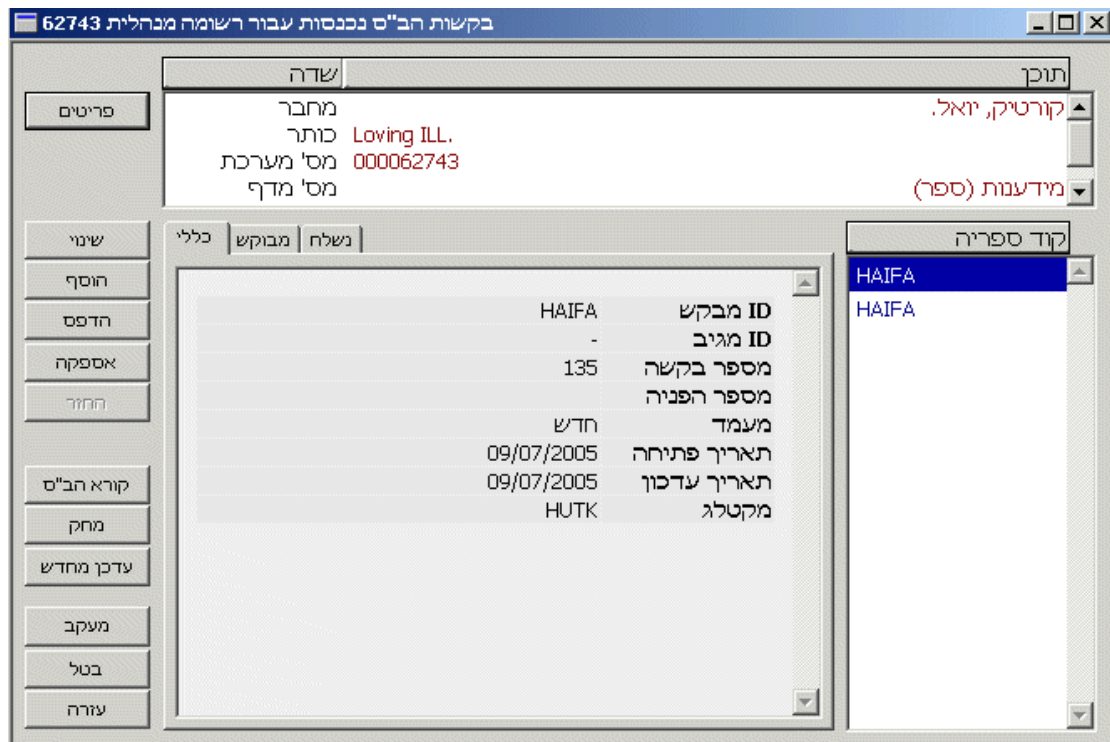 בקשות הב"ס נכנסות עבור רשומה מנהלית 62743
שדה תוכן
מחבר קורטיק, יואל.
כותר Loving ILL.
מס' מערכת 000062743
מס' מדף מידענות (ספר)
פריטים
שינוי
הוסף
הדפס
אספקה
החזר
קורא הב"ס
מחק
עדכן מחדש
מעקב
בטל
עזרה
כללי מבוקש נשלח
ID מבקש HAIFA
ID מגיב -
מספר בקשה 135
מספר הפניה
מעמד חדש
תאריך פתיחה 09/07/2005
תאריך עדכון 09/07/2005
מקטלג HUTK
קוד ספריה
HAIFA
HAIFA